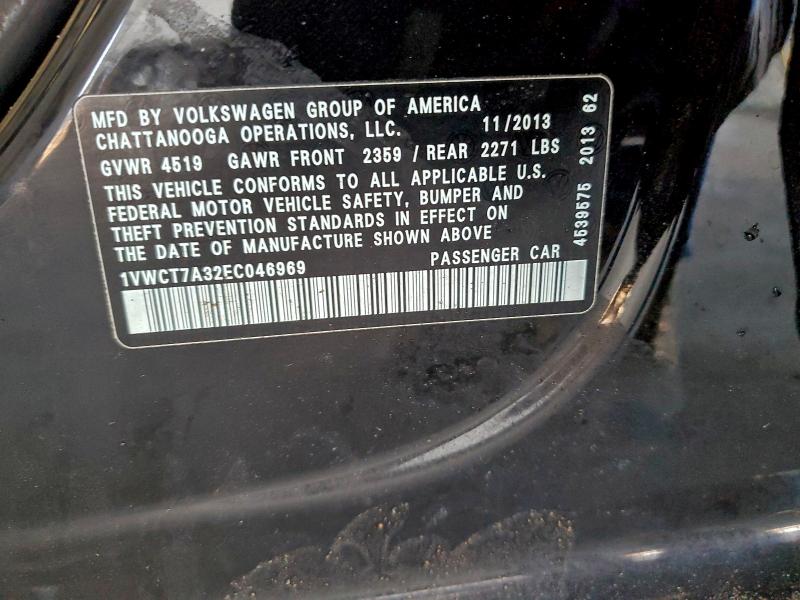 MFD BY VOLKSWAGEN GROUP OF AMERICA
CHATTANOOGA OPERATIONS, LLC. 11/2013
GVWR 4519 GAWR FRONT 2359 / REAR 2271 LBS
THIS VEHICLE CONFORMS TO ALL APPLICABLE U.S.
FEDERAL MOTOR VEHICLE SAFETY, BUMPER AND
THEFT PREVENTION STANDARDS IN EFFECT ON
THE DATE OF MANUFACTURE SHOWN ABOVE
1VWCT7A32EC046969 PASSENGER CAR
4639575 2013 62